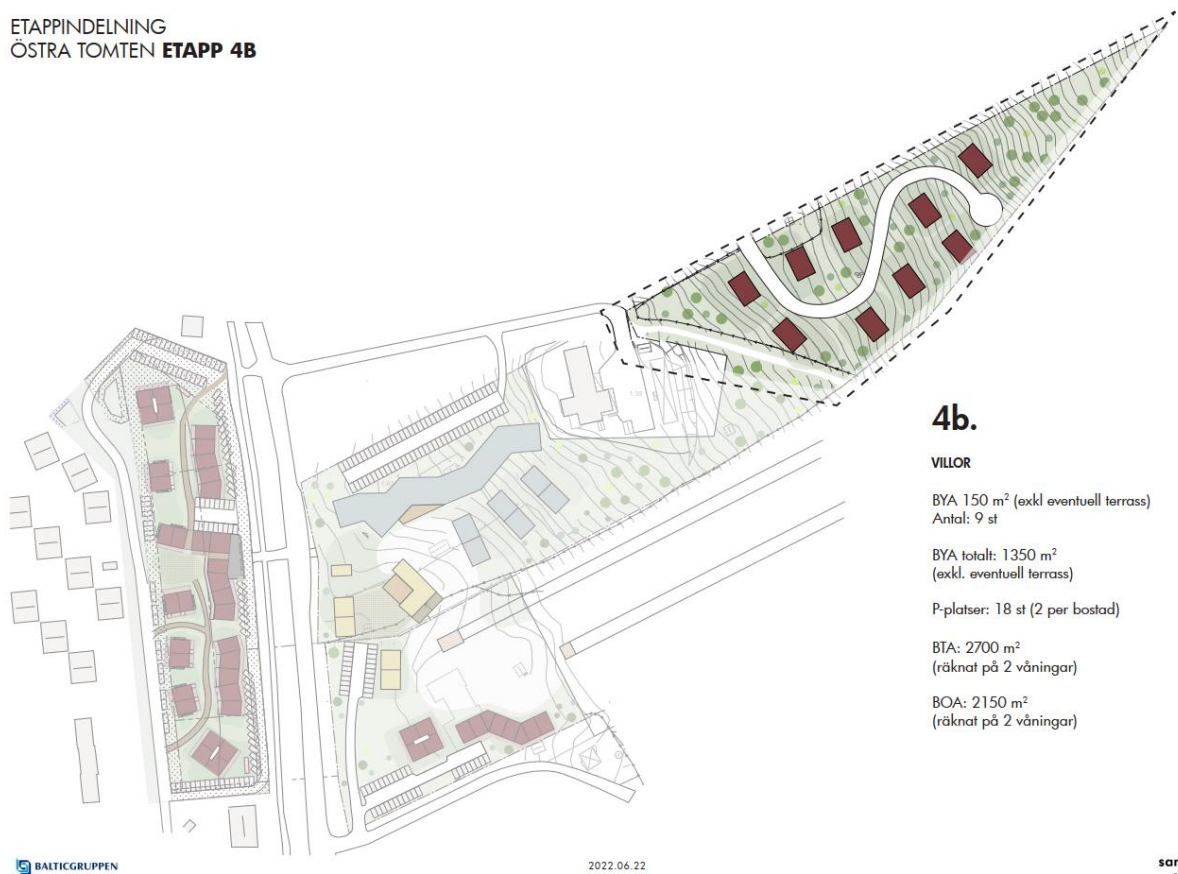 ETAPPINDELNING
ÖSTRA TOMTEN ETAPP 4B
4b.
VILLOR
BYA 150 m² (exkl eventuell terrass)
Antal: 9 st
BYA totalt: 1350 m²
(exkl. eventuell terrass)
P-platser: 18 st (2 per bostad)
BTA: 2700 m²
(räknat på 2 våningar)
BOA: 2150 m²
(räknat på 2 våningar)
BALTICGRUPPEN
2022.06.22